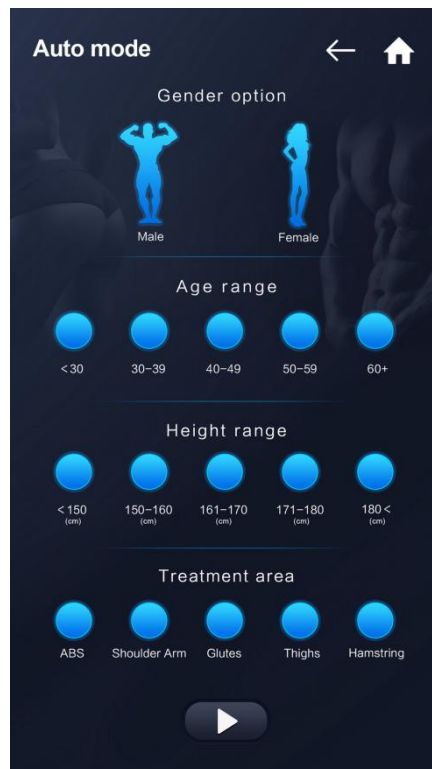 Auto mode
Gender option
Male Female
Age range
<30 30-39 40-49 50-59 60+
Height range
<150 150-160 161-170 171-180 180<
(cm) (cm) (cm) (cm) (cm)
Treatment area
ABS Shoulder Arm Glutes Thighs Hamstring